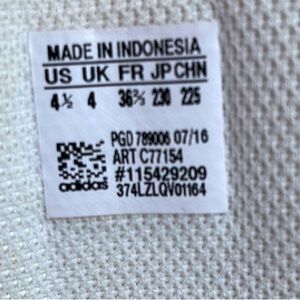 MADE IN INDONESIA
US UK FR JP CHN
4½ 4 36⅔ 230 225
PGD 789006 07/16
ART C77154
#115429209
adidas 374LZLQV01164